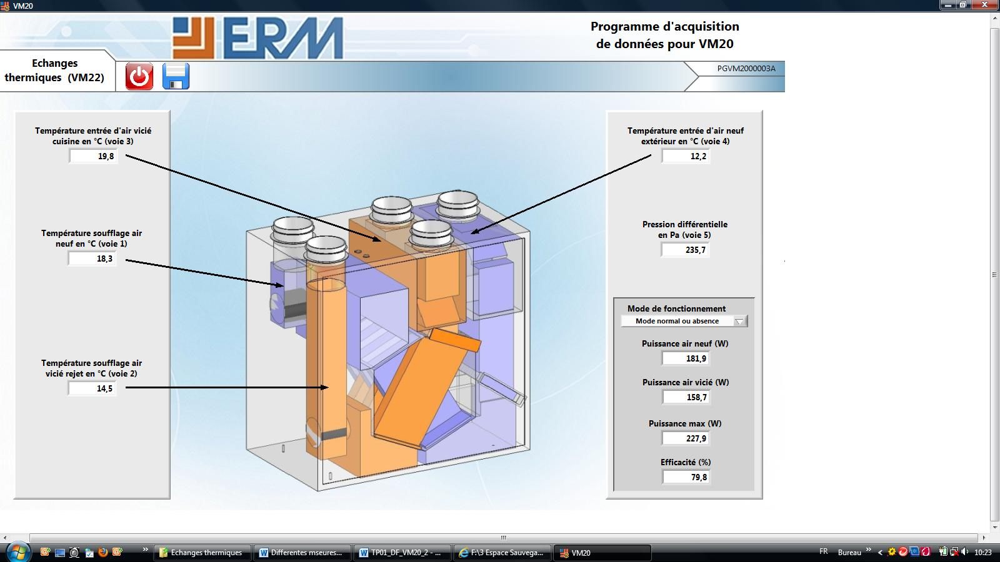 VM20
ERM
Programme d'acquisition
de données pour VM20
Echanges
thermiques (VM22)
PGVM2000003A
Température entrée d'air vicié
cuisine en °C (voie 3)
19,8
Température soufflage air
neuf en °C (voie 1)
18,3
Température soufflage air
vicié rejet en °C (voie 2)
14,5
Température entrée d'air neuf
extérieur en °C (voie 4)
12,2
Pression différentielle
en Pa (voie 5)
235,7
Mode de fonctionnement
Mode normal ou absence
Puissance air neuf (W)
181,9
Puissance air vicié (W)
158,7
Puissance max (W)
227,9
Efficacité (%)
79,8
Echanges thermiques
Differentes mseures...
TP01_DF_VM20_2 - ...
F:\3 Espace Sauvega...
VM20
FR
Bureau
10:23